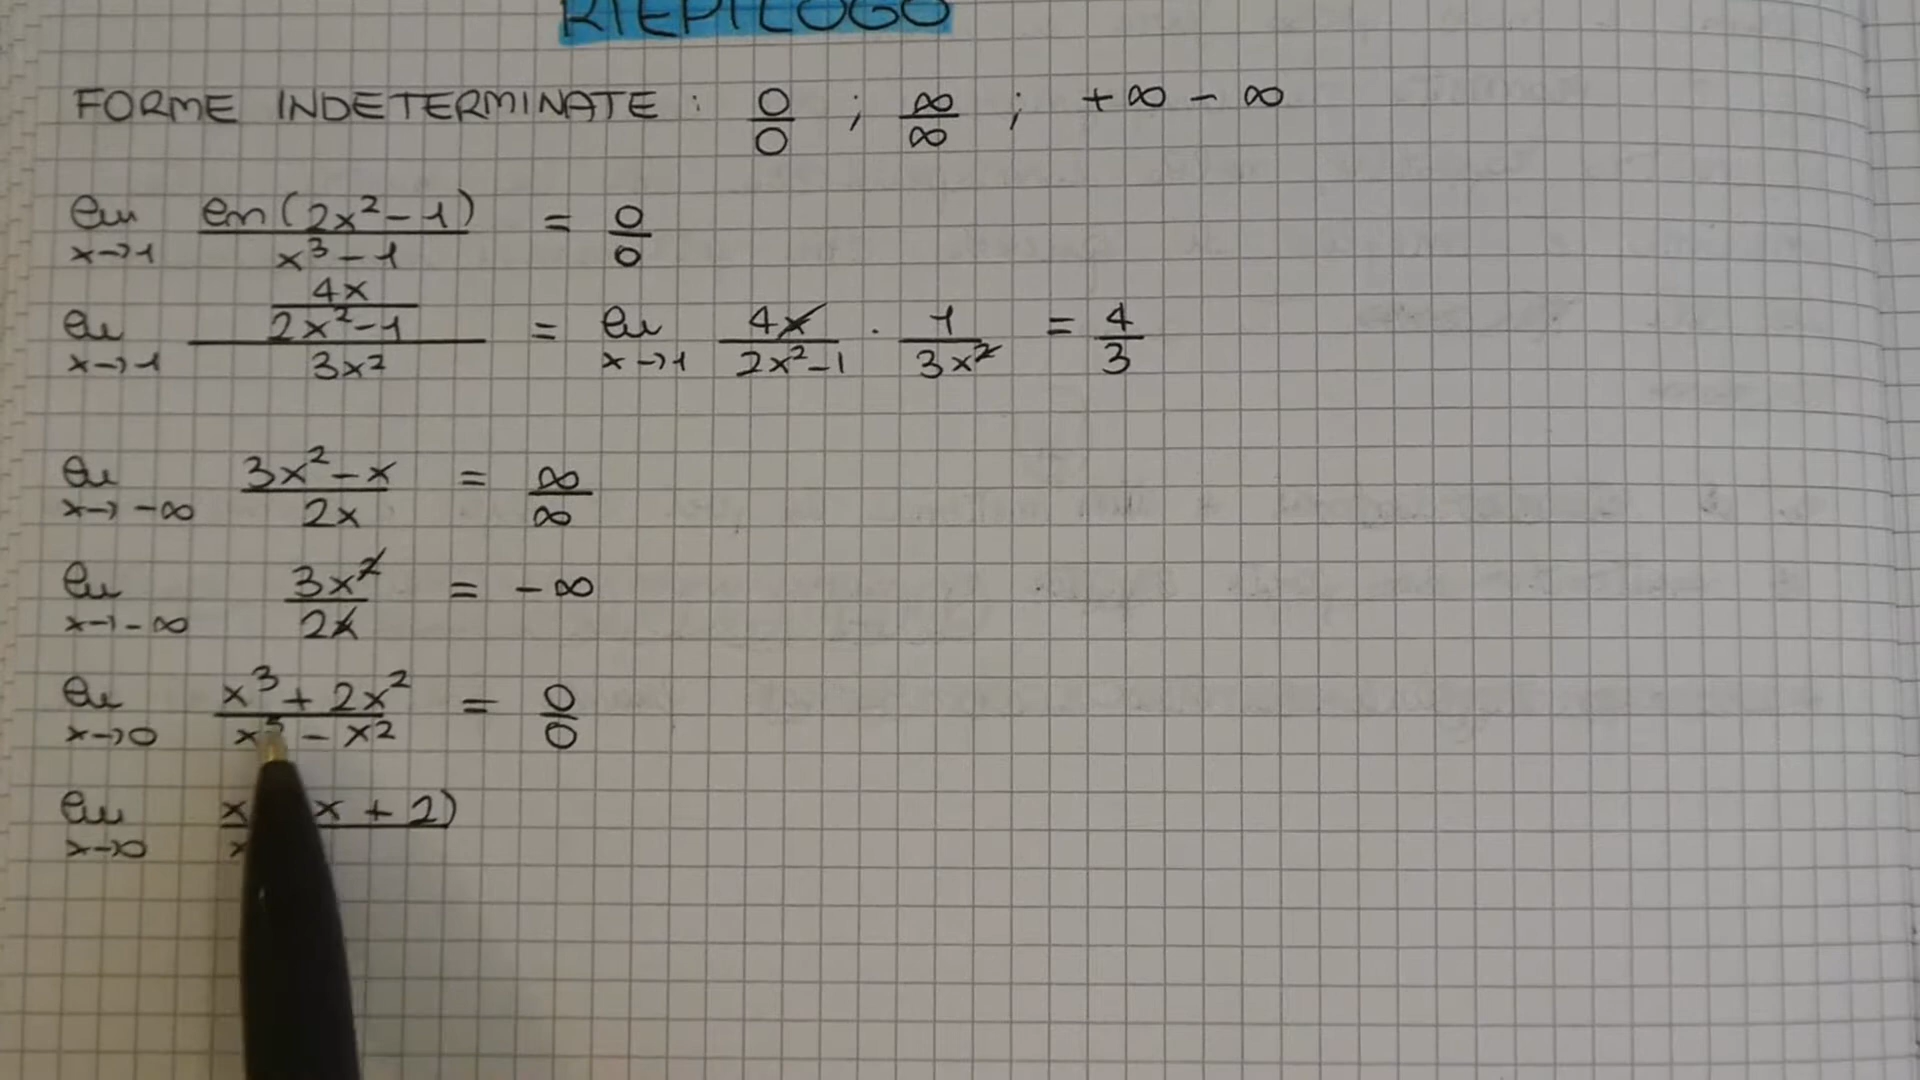 RIEPILOGO
FORME INDETERMINATE : 0/0 ; ∞/∞ ; +∞ - ∞
lim x→1 ln(2x² - 1) / x³ - 1 = 0/0
lim x→1 4x / 2x² - 1 / 3x² = lim x→1 4x / 2x² - 1 · 1 / 3x² = 4/3
lim x→-∞ 3x² - x / 2x = ∞/∞
lim x→-∞ 3x² / 2x = -∞
lim x→0 x³ + 2x² / x - x² = 0/0
lim x→0 x x + 2) / x